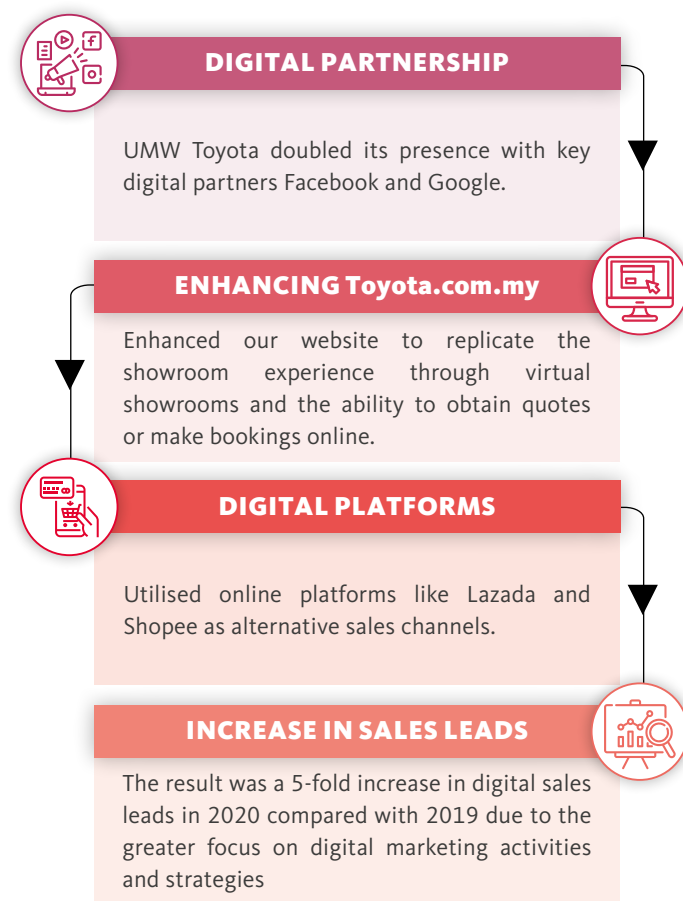 DIGITAL PARTNERSHIP
UMW Toyota doubled its presence with key
digital partners Facebook and Google.
ENHANCING Toyota.com.my
Enhanced our website to replicate the
showroom experience through virtual
showrooms and the ability to obtain quotes
or make bookings online.
DIGITAL PLATFORMS
Utilised online platforms like Lazada and
Shopee as alternative sales channels.
INCREASE IN SALES LEADS
The result was a 5-fold increase in digital sales
leads in 2020 compared with 2019 due to the
greater focus on digital marketing activities
and strategies